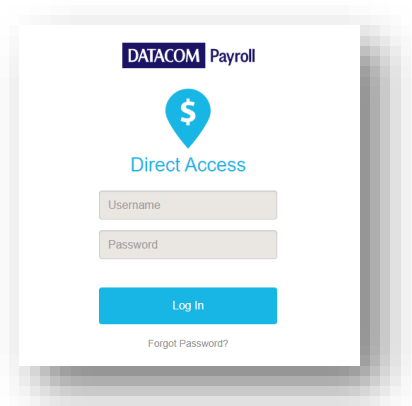 DATACOM Payroll
$
Direct Access
Username
Password
Log In
Forgot Password?